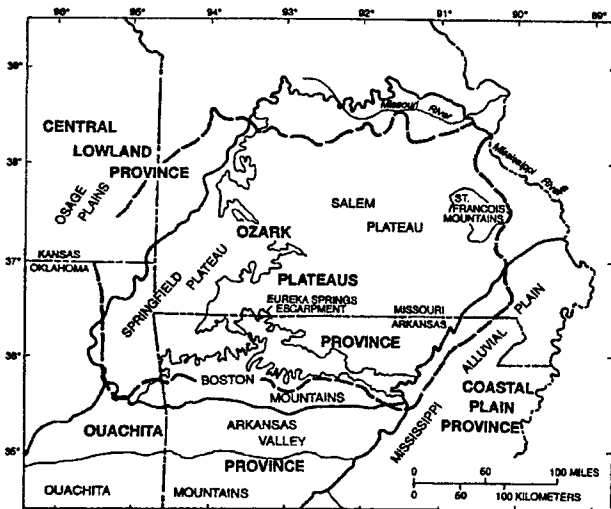 96° 95° 94° 93° 92° 91° 90° 89°
39°
Missouri River
CENTRAL
LOWLAND
PROVINCE
38°
Mississippi River
OSAGE
PLAINS
SALEM
PLATEAU
ST.
FRANCOIS
MOUNTAINS
OZARK
KANSAS
OKLAHOMA
37°
SPRINGFIELD PLATEAU
PLATEAUS
EUREKA SPRINGS
ESCARPMENT
MISSOURI
ARKANSAS
PROVINCE
MISSISSIPPI ALLUVIAL PLAIN
36°
BOSTON
MOUNTAINS
COASTAL
PLAIN
PROVINCE
OUACHITA
ARKANSAS
VALLEY
35°
PROVINCE
OUACHITA MOUNTAINS
0 60 100 MILES
0 60 100 KILOMETERS